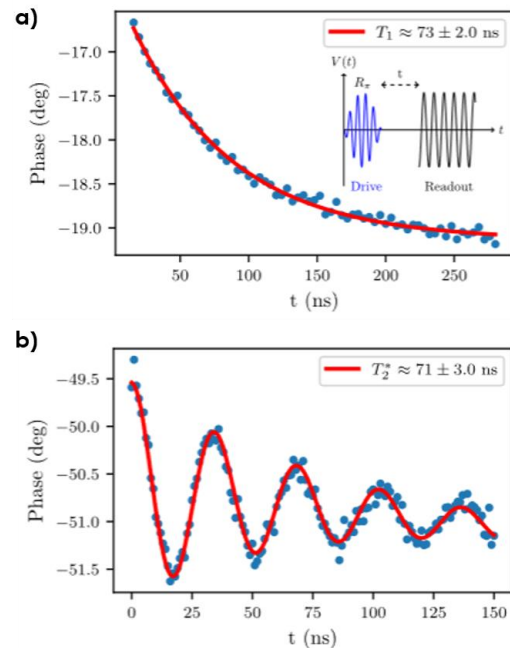 a)
T₁ ≈ 73 ± 2.0 ns
V(t)
R_π
t
t
Drive
Readout
−17.0
−17.5
−18.0
−18.5
−19.0
Phase (deg)
50
100
150
200
250
t (ns)
b)
T₂* ≈ 71 ± 3.0 ns
−49.5
−50.0
−50.5
−51.0
−51.5
Phase (deg)
0
25
50
75
100
125
150
t (ns)